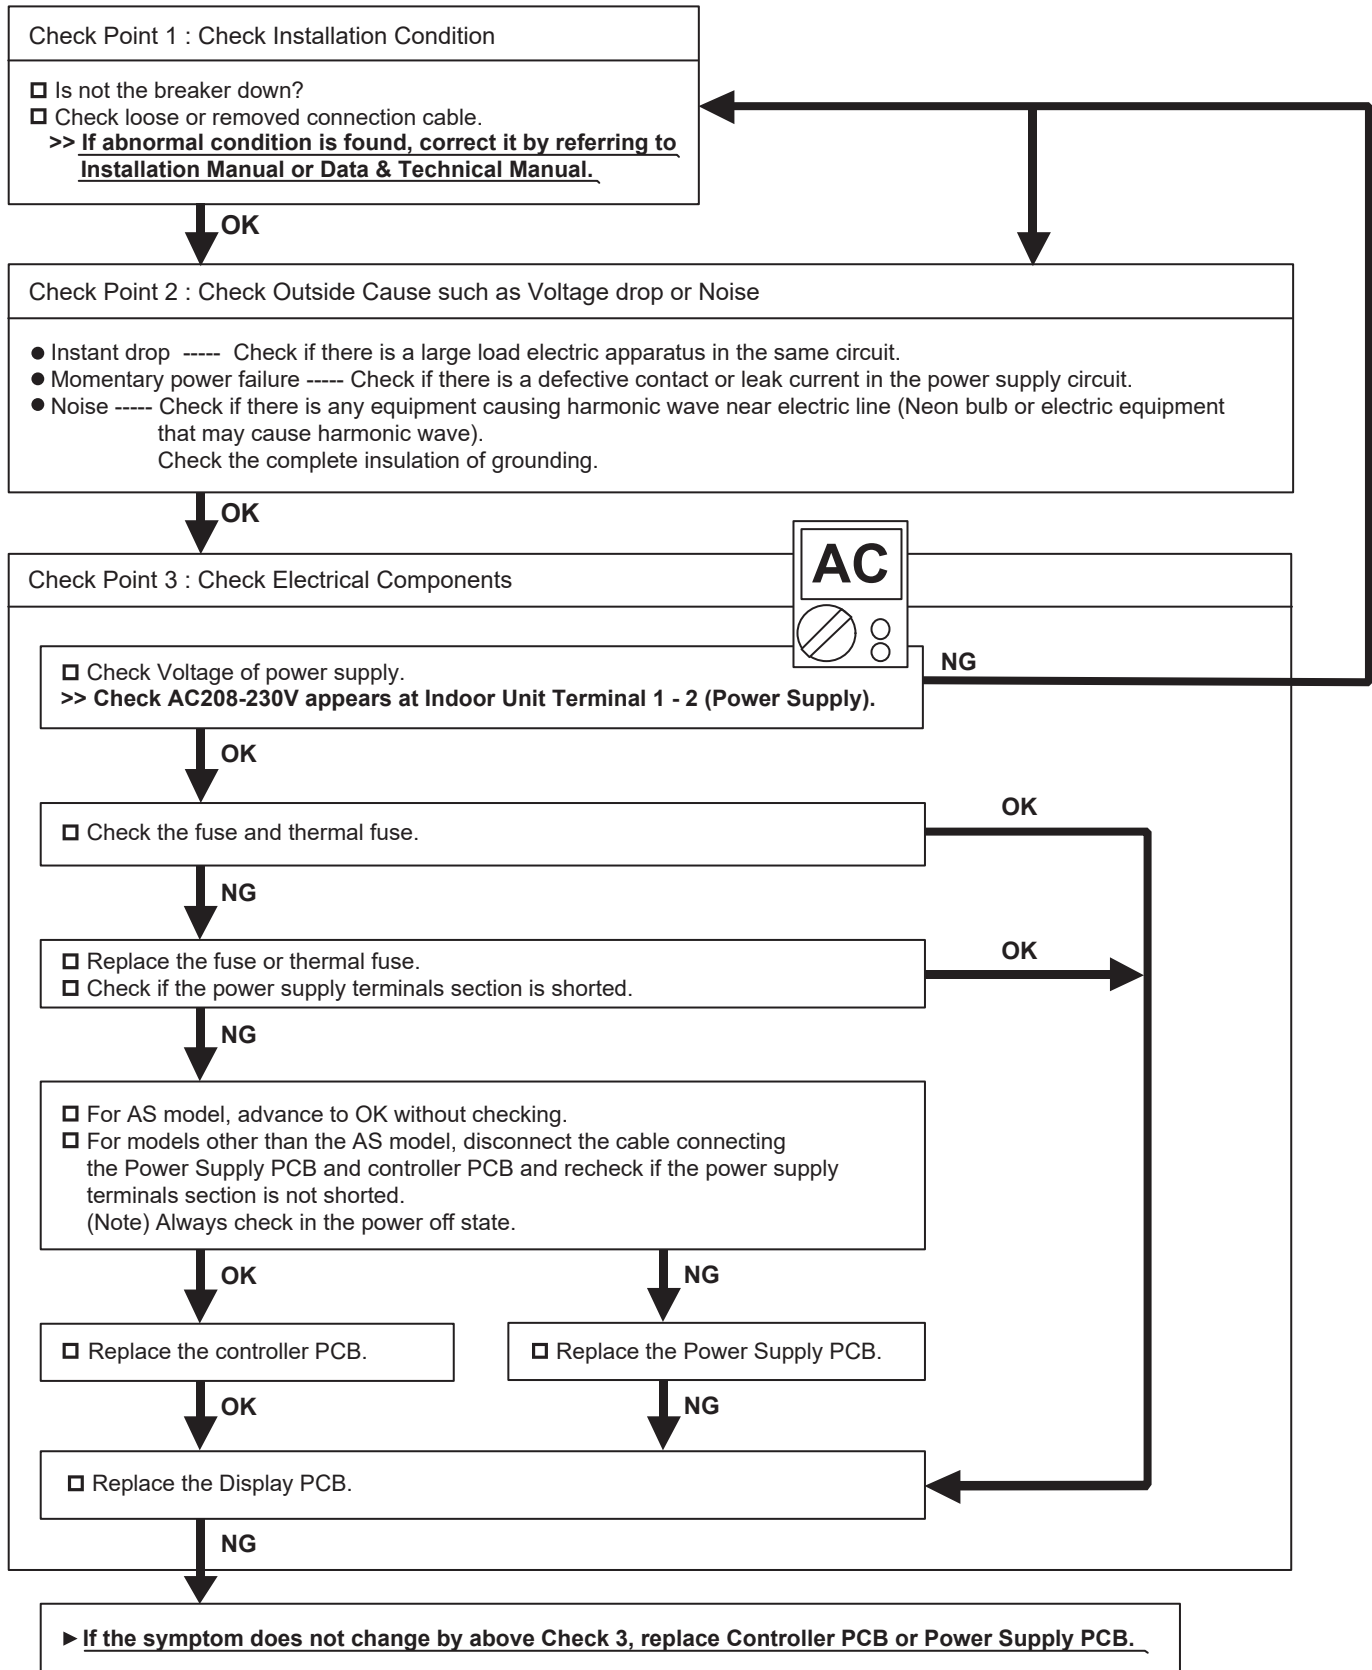 Check Point 1 : Check Installation Condition
Is not the breaker down?
Check loose or removed connection cable.
>> If abnormal condition is found, correct it by referring to
Installation Manual or Data & Technical Manual.
OK
Check Point 2 : Check Outside Cause such as Voltage drop or Noise
● Instant drop ----- Check if there is a large load electric apparatus in the same circuit.
● Momentary power failure ----- Check if there is a defective contact or leak current in the power supply circuit.
● Noise ----- Check if there is any equipment causing harmonic wave near electric line (Neon bulb or electric equipment
that may cause harmonic wave).
Check the complete insulation of grounding.
OK
AC
Check Point 3 : Check Electrical Components
Check Voltage of power supply.
>> Check AC208-230V appears at Indoor Unit Terminal 1 - 2 (Power Supply).
NG
OK
Check the fuse and thermal fuse.
OK
NG
Replace the fuse or thermal fuse.
Check if the power supply terminals section is shorted.
OK
NG
For AS model, advance to OK without checking.
For models other than the AS model, disconnect the cable connecting
the Power Supply PCB and controller PCB and recheck if the power supply
terminals section is not shorted.
(Note) Always check in the power off state.
OK
NG
Replace the controller PCB.
Replace the Power Supply PCB.
OK
NG
Replace the Display PCB.
NG
►If the symptom does not change by above Check 3, replace Controller PCB or Power Supply PCB.